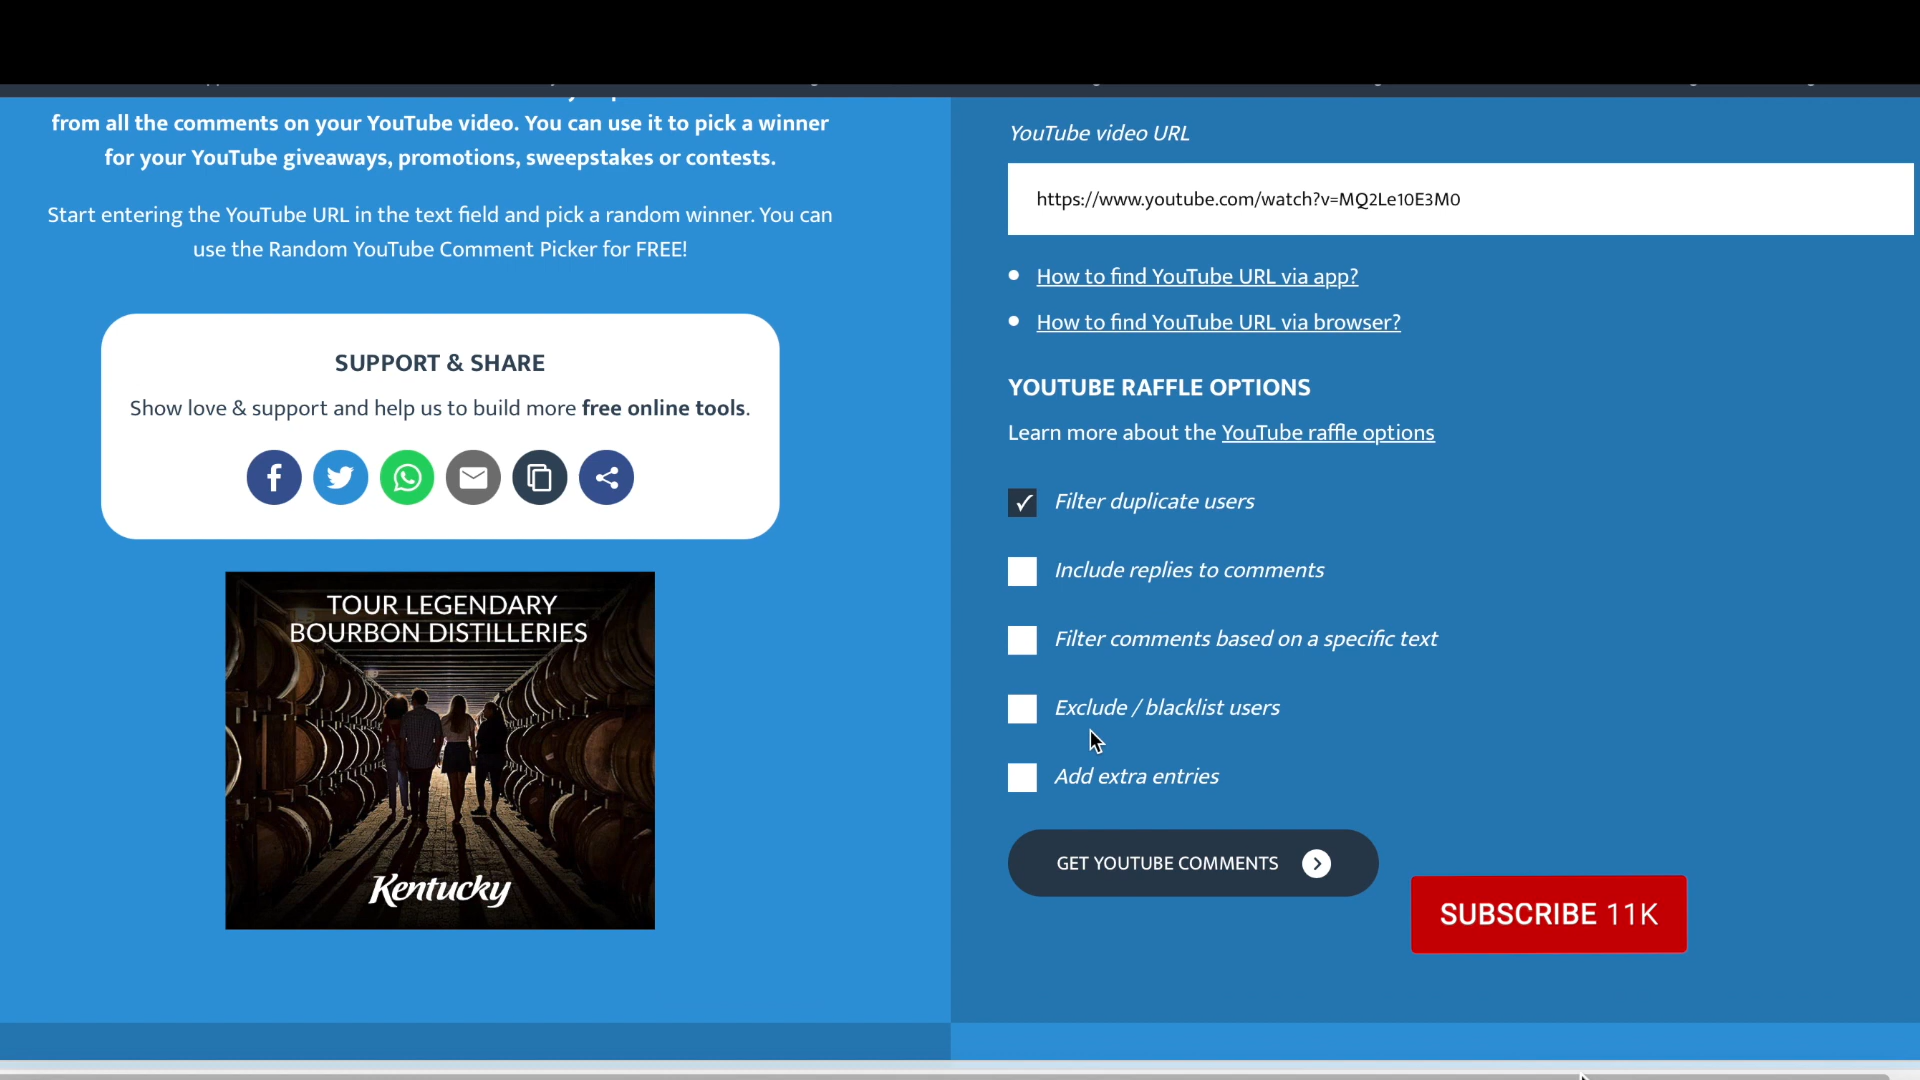 from all the comments on your YouTube video. You can use it to pick a winner
for your YouTube giveaways, promotions, sweepstakes or contests.
Start entering the YouTube URL in the text field and pick a random winner. You can
use the Random YouTube Comment Picker for FREE!
SUPPORT & SHARE
Show love & support and help us to build more free online tools.
TOUR LEGENDARY
BOURBON DISTILLERIES
Kentucky
YouTube video URL
https://www.youtube.com/watch?v=MQ2Le10E3M0
How to find YouTube URL via app?
How to find YouTube URL via browser?
YOUTUBE RAFFLE OPTIONS
Learn more about the YouTube raffle options
Filter duplicate users
Include replies to comments
Filter comments based on a specific text
Exclude / blacklist users
Add extra entries
GET YOUTUBE COMMENTS
SUBSCRIBE 11K